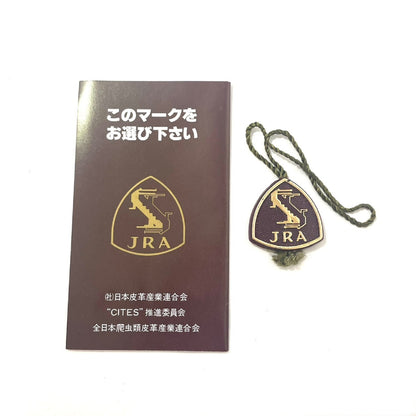 このマークを
お選び下さい
JRA
㈳日本皮革産業連合会
"CITES"推進委員会
全日本爬虫類皮革産業連合会
JRA